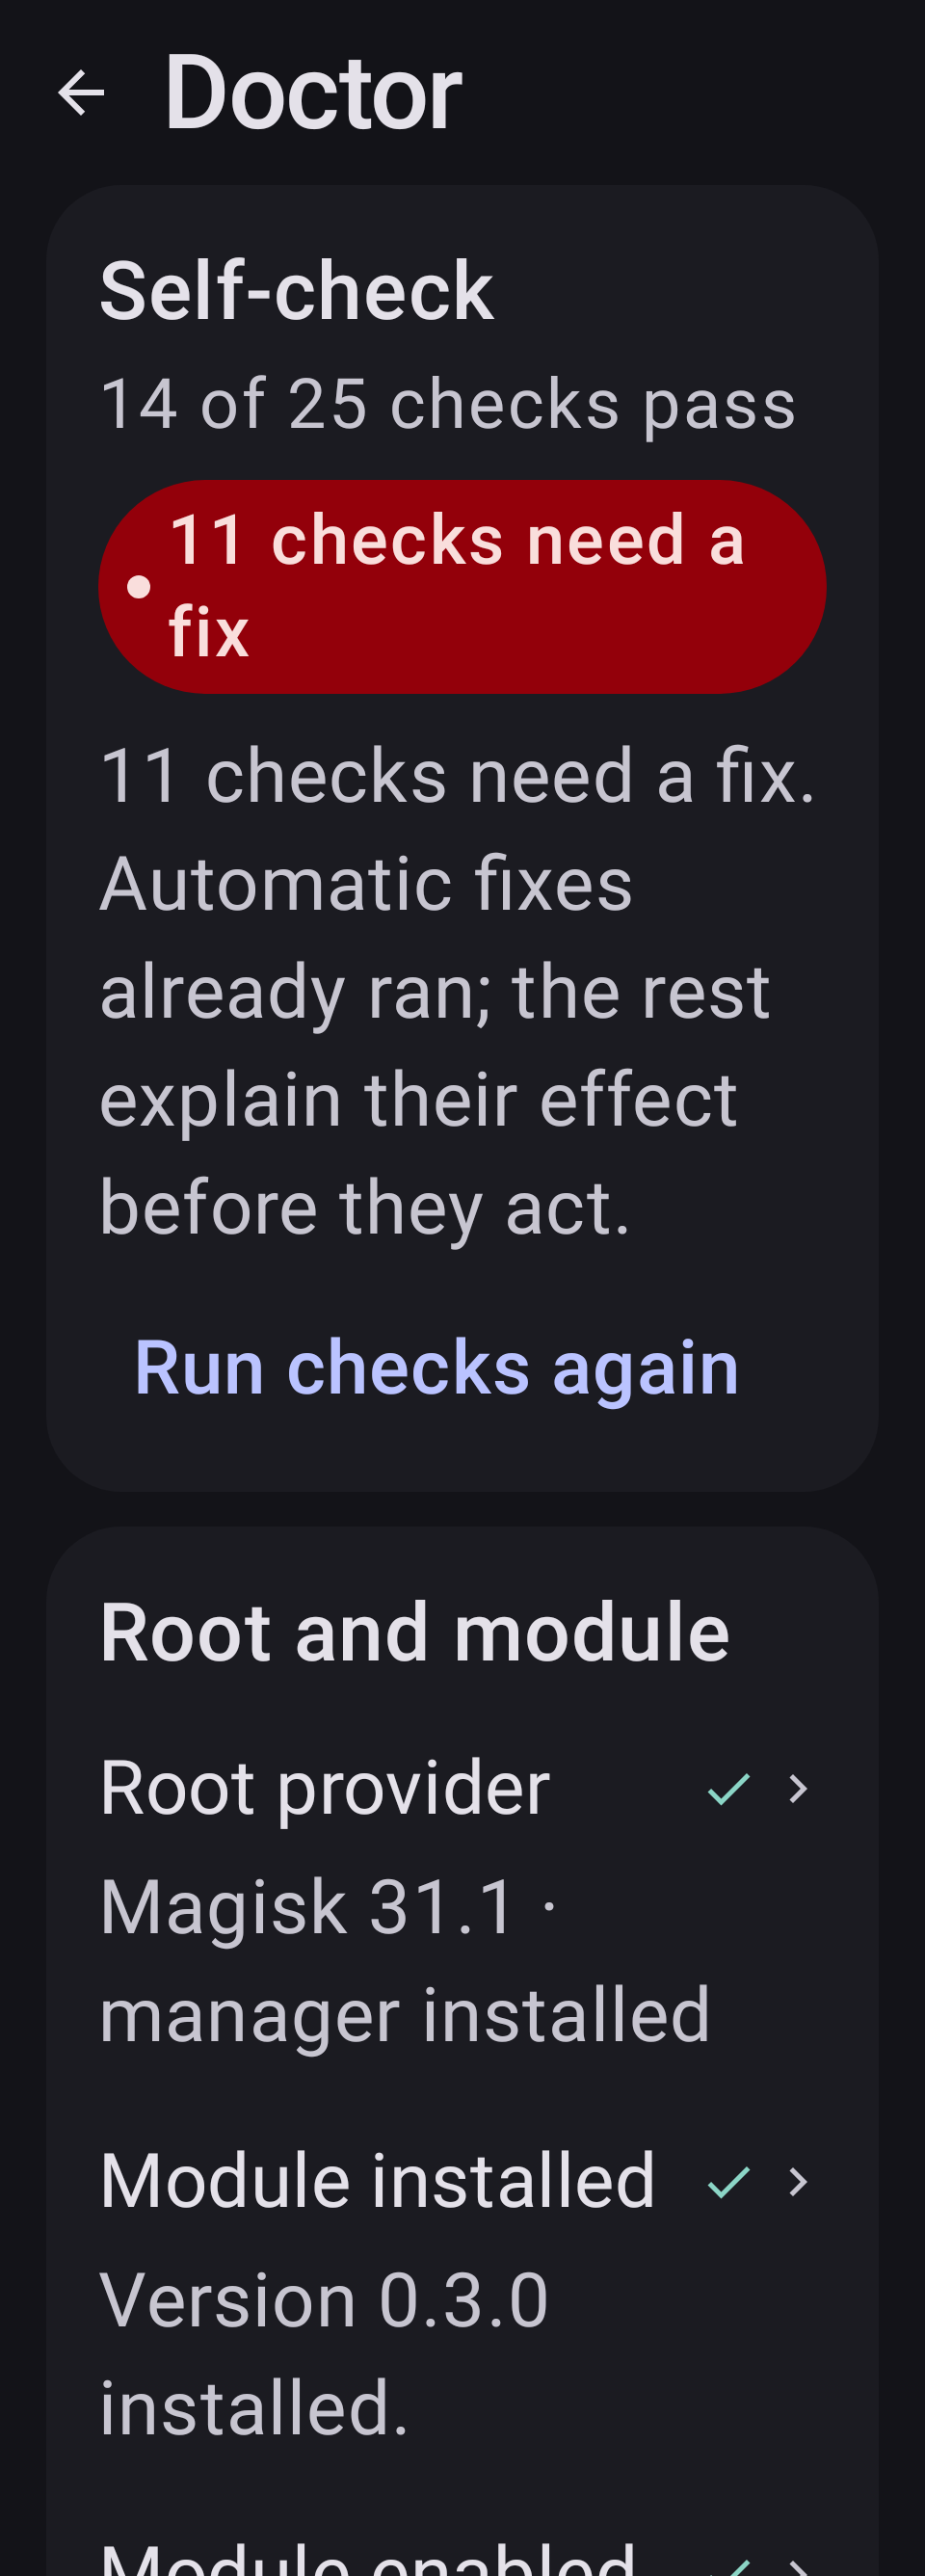 Doctor
Self-check
14 of 25 checks pass
11 checks need a
fix
11 checks need a fix.
Automatic fixes
already ran; the rest
explain their effect
before they act.
Run checks again
Root and module
Root provider
Magisk 31.1 ·
manager installed
Module installed
Version 0.3.0
installed.
Module enabled